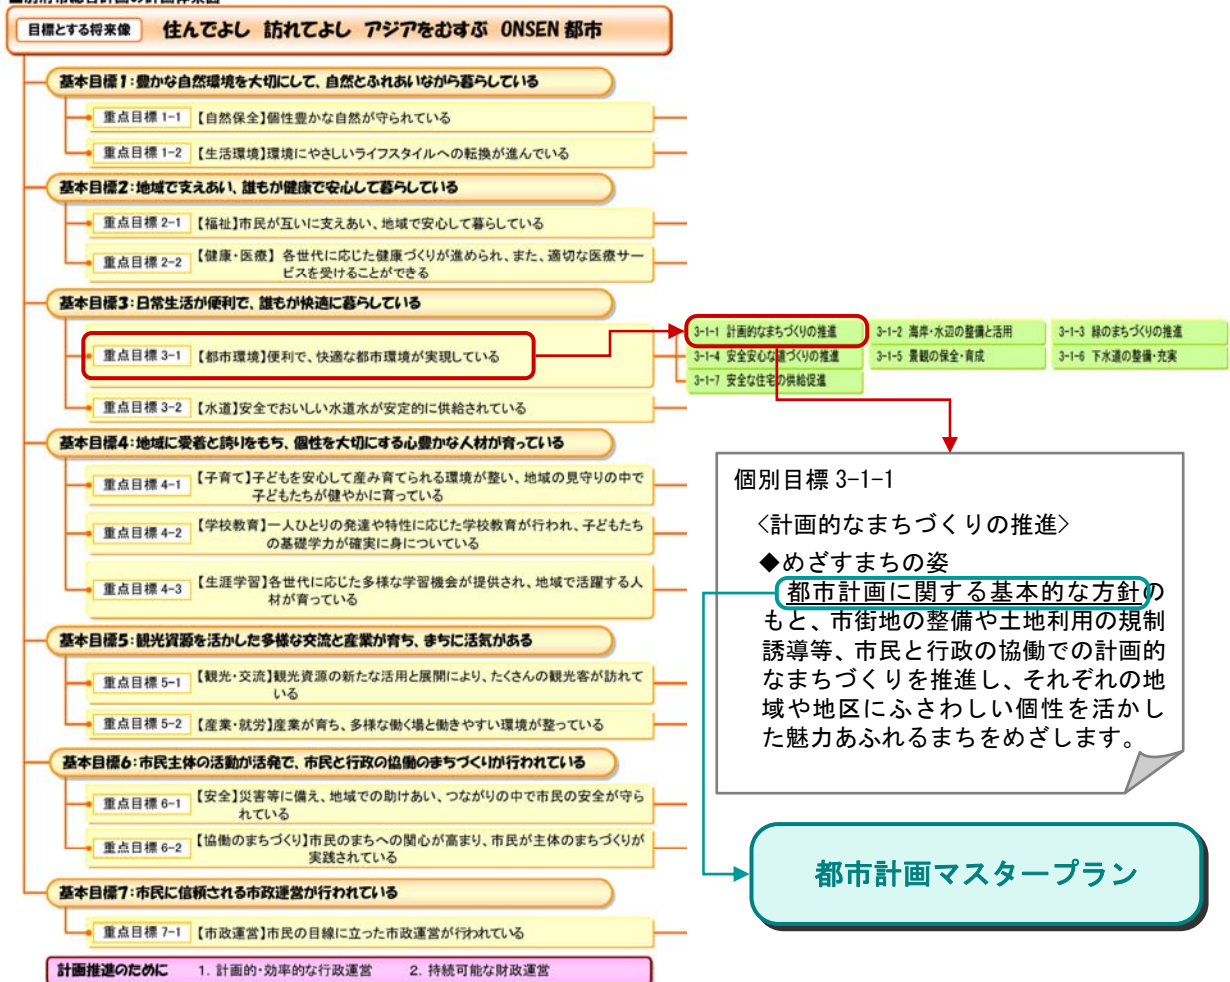 ■別府市総合計画の計画体系図
目標とする将来像 住んでよし 訪れてよし アジアをむすぶ ONSEN都市
基本目標1:豊かな自然環境を大切にして、自然とふれあいながら暮らしている
重点目標 1-1 【自然保全】個性豊かな自然が守られている
重点目標 1-2 【生活環境】環境にやさしいライフスタイルへの転換が進んでいる
基本目標2:地域で支えあい、誰もが健康で安心して暮らしている
重点目標 2-1 【福祉】市民が互いに支えあい、地域で安心して暮らしている
重点目標 2-2 【健康・医療】 各世代に応じた健康づくりが進められ、また、適切な医療サー
ビスを受けることができる
基本目標3:日常生活が便利で、誰もが快適に暮らしている
重点目標 3-1 【都市環境】便利で、快適な都市環境が実現している
3-1-1 計画的なまちづくりの推進 3-1-2 海岸・水辺の整備と活用 3-1-3 緑のまちづくりの推進
3-1-4 安全安心な道づくりの推進 3-1-5 景観の保全・育成 3-1-6 下水道の整備・充実
3-1-7 安全な住宅の供給促進
重点目標 3-2 【水道】安全でおいしい水道水が安定的に供給されている
基本目標4:地域に愛着と誇りをもち、個性を大切にする心豊かな人材が育っている
重点目標 4-1 【子育て】子どもを安心して産み育てられる環境が整い、地域の見守りの中で
子どもたちが健やかに育っている
重点目標 4-2 【学校教育】一人ひとりの発達や特性に応じた学校教育が行われ、子どもたち
の基礎学力が確実に身についている
重点目標 4-3 【生涯学習】各世代に応じた多様な学習機会が提供され、地域で活躍する人
材が育っている
基本目標5:観光資源を活かした多様な交流と産業が育ち、まちに活気がある
重点目標 5-1 【観光・交流】観光資源の新たな活用と展開により、たくさんの観光客が訪れて
いる
重点目標 5-2 【産業・就労】産業が育ち、多様な働く場と働きやすい環境が整っている
基本目標6:市民主体の活動が活発で、市民と行政の協働のまちづくりが行われている
重点目標 6-1 【安全】災害等に備え、地域での助けあい、つながりの中で市民の安全が守ら
れている
重点目標 6-2 【協働のまちづくり】市民のまちへの関心が高まり、市民が主体のまちづくりが
実践されている
基本目標7:市民に信頼される市政運営が行われている
重点目標 7-1 【市政運営】市民の目線に立った市政運営が行われている
計画推進のために 1. 計画的・効率的な行政運営 2. 持続可能な財政運営
個別目標 3-1-1
〈計画的なまちづくりの推進〉
◆めざすまちの姿
都市計画に関する基本的な方針の
もと、市街地の整備や土地利用の規制
誘導等、市民と行政の協働での計画的
なまちづくりを推進し、それぞれの地
域や地区にふさわしい個性を活かし
た魅力あふれるまちをめざします。
都市計画マスタープラン